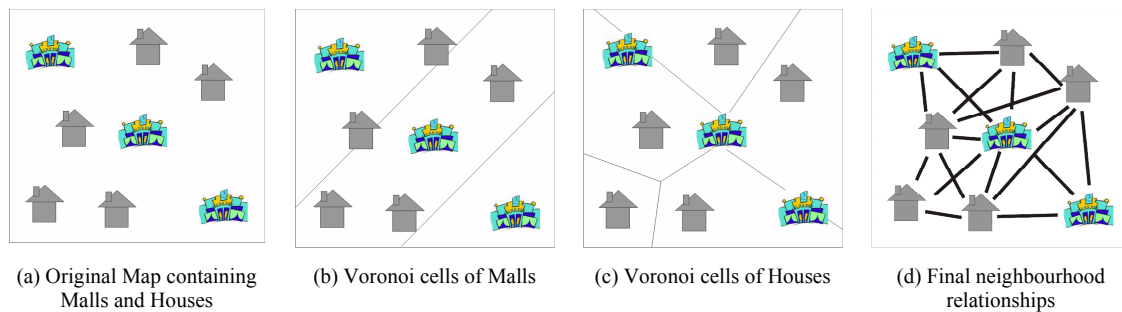 (a) Original Map containing
Malls and Houses
(b) Voronoi cells of Malls
(c) Voronoi cells of Houses
(d) Final neighbourhood
relationships